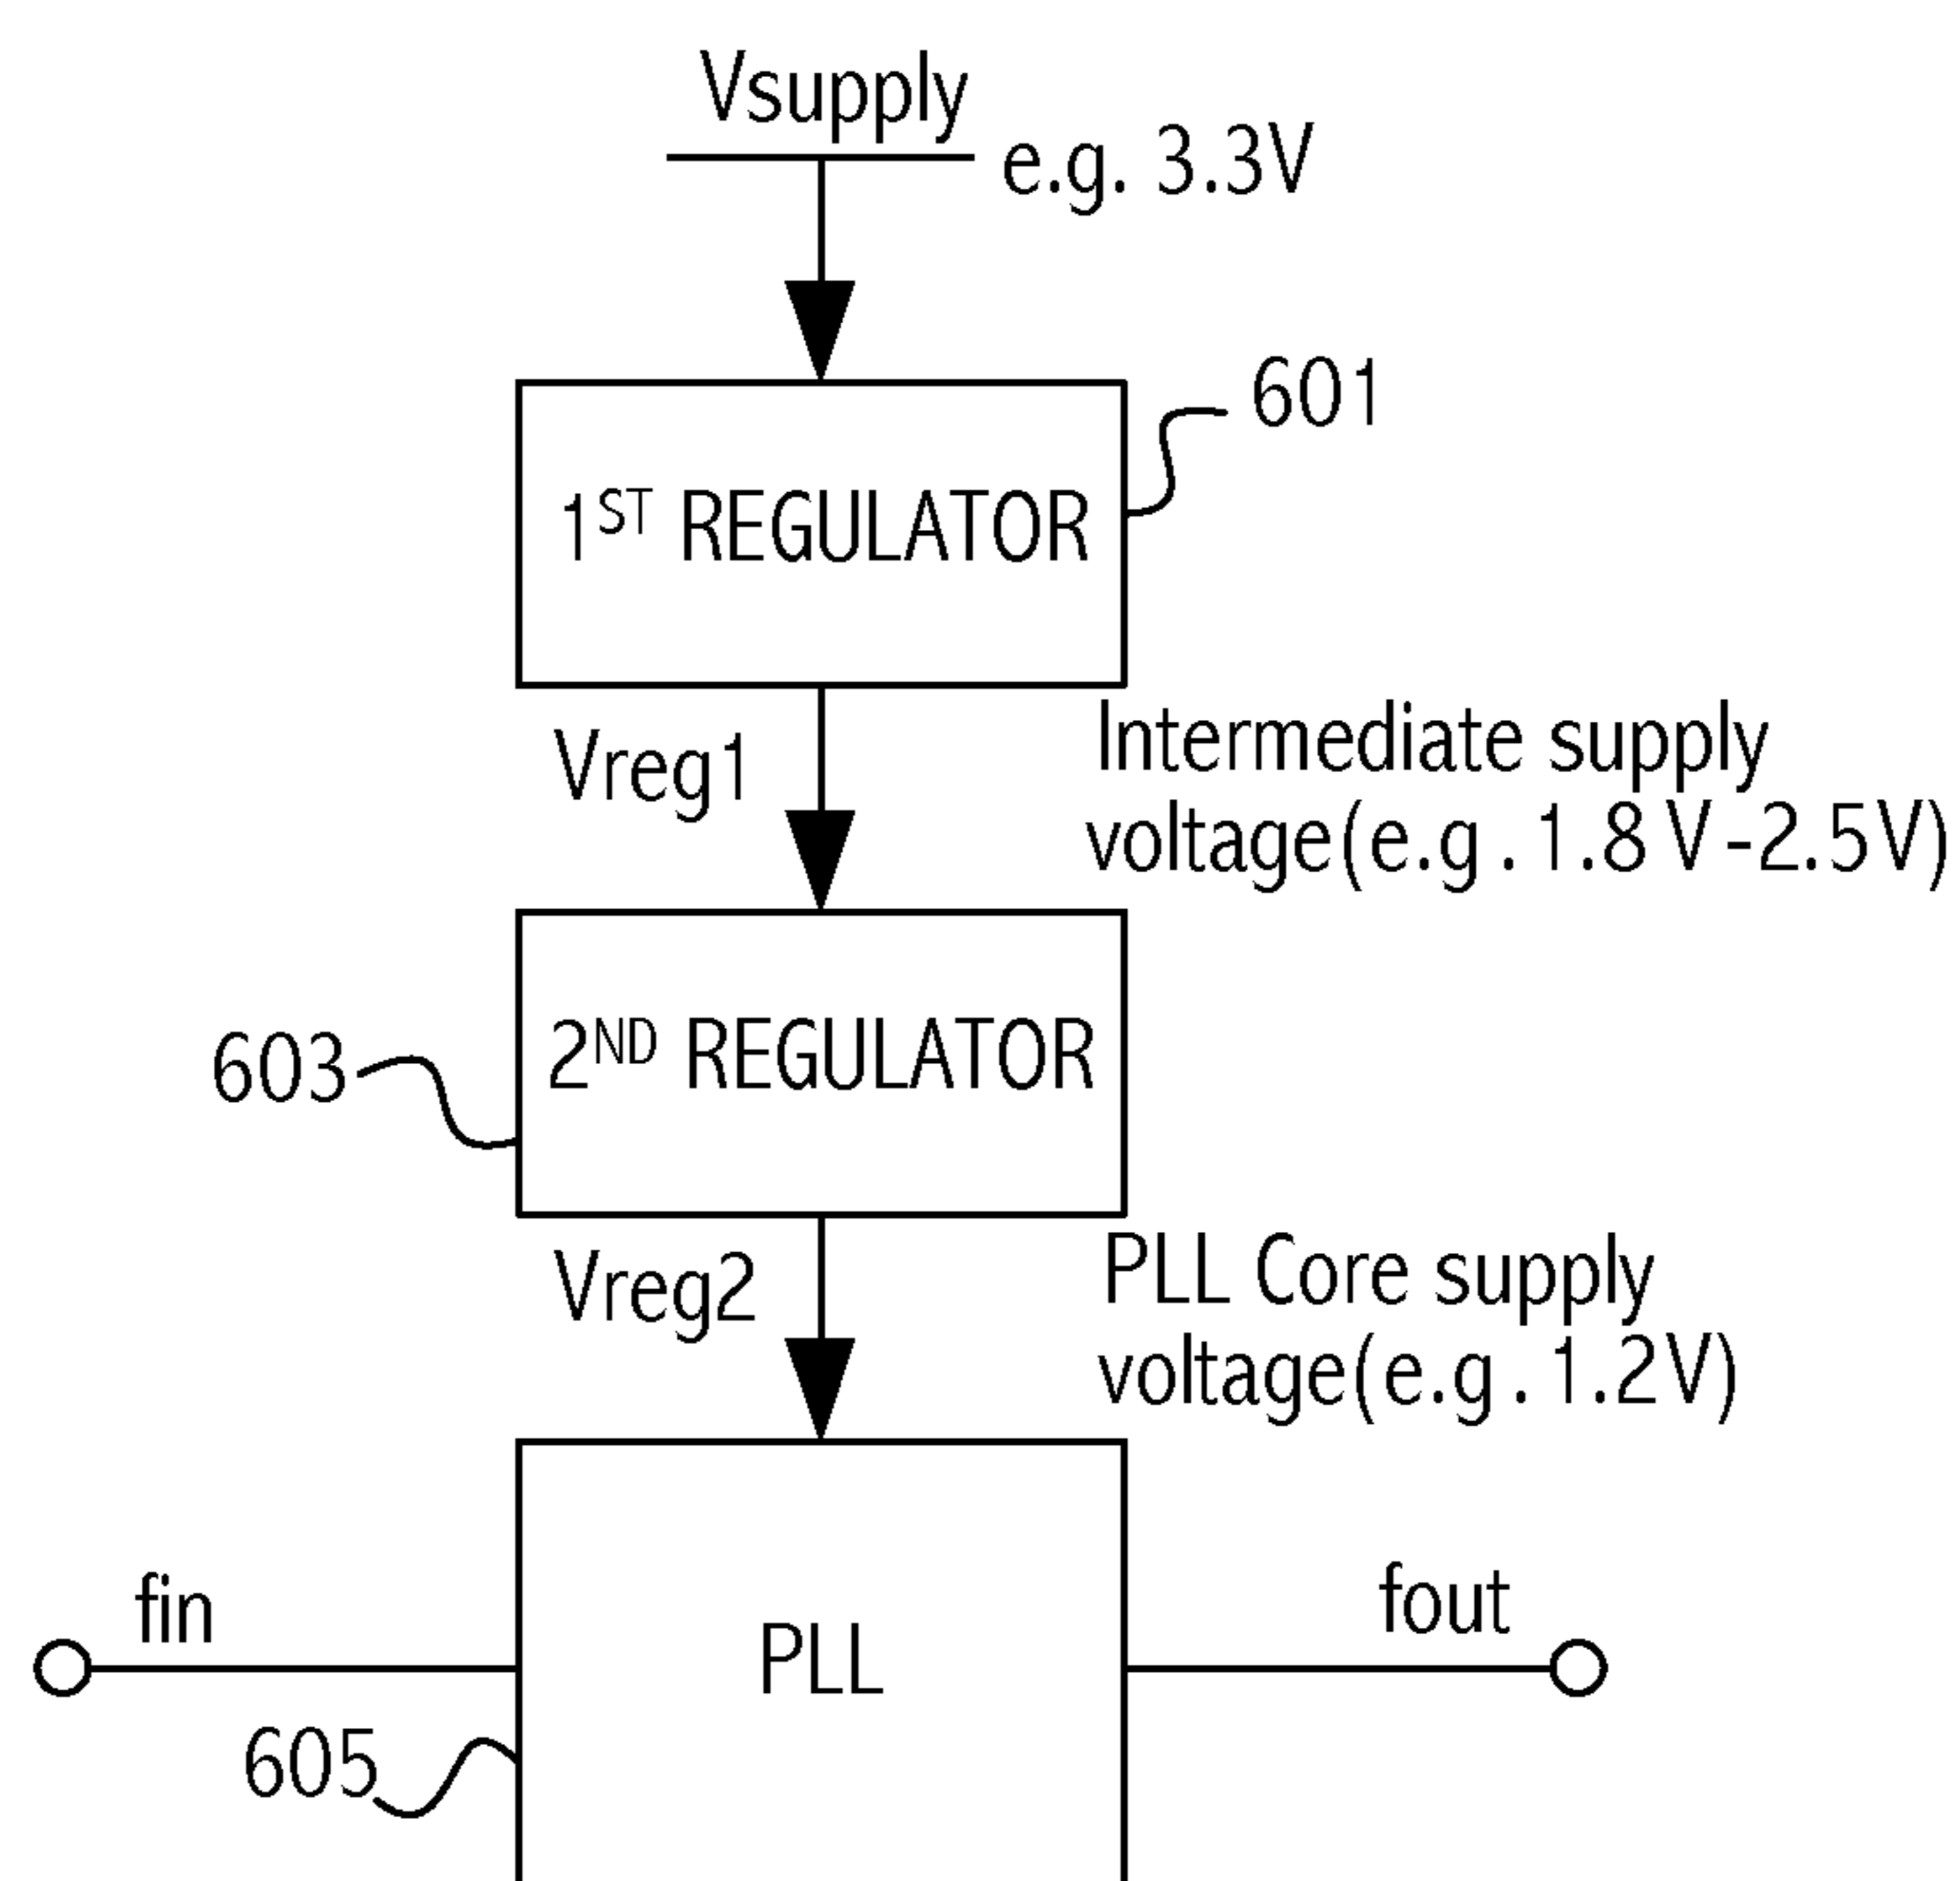 Vsupply
e.g. 3.3V
601
1ST REGULATOR
Vreg1
Intermediate supply
voltage(e.g. 1.8 V-2.5V)
603
2ND REGULATOR
Vreg2
PLL Core supply
voltage(e.g. 1.2V)
fin
PLL
fout
605